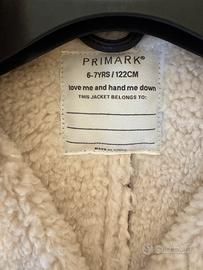 PRIMARK®
6-7YRS / 122CM
love me and hand me down
THIS JACKET BELONGS TO: